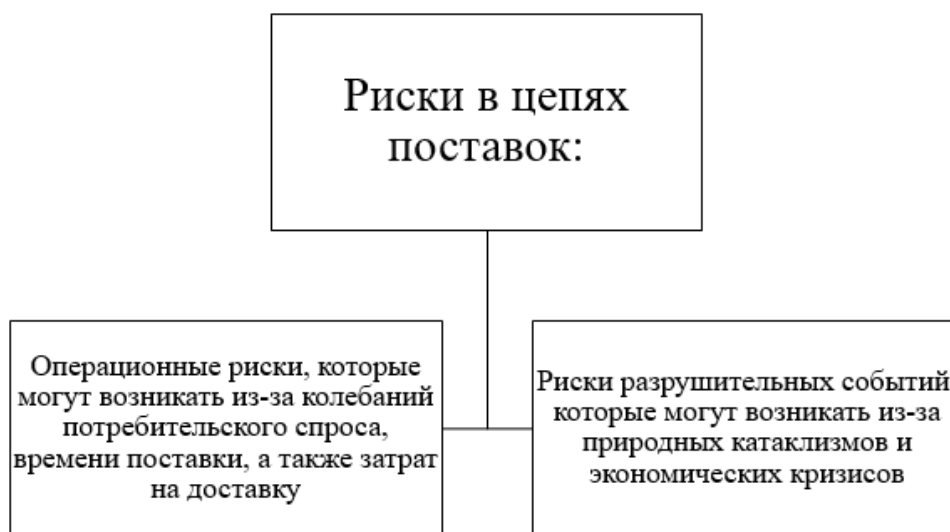 Риски в цепях
поставок:
Операционные риски, которые
могут возникать из-за колебаний
потребительского спроса,
времени поставки, а также затрат
на доставку
Риски разрушительных событий
которые могут возникать из-за
природных катаклизмов и
экономических кризисов